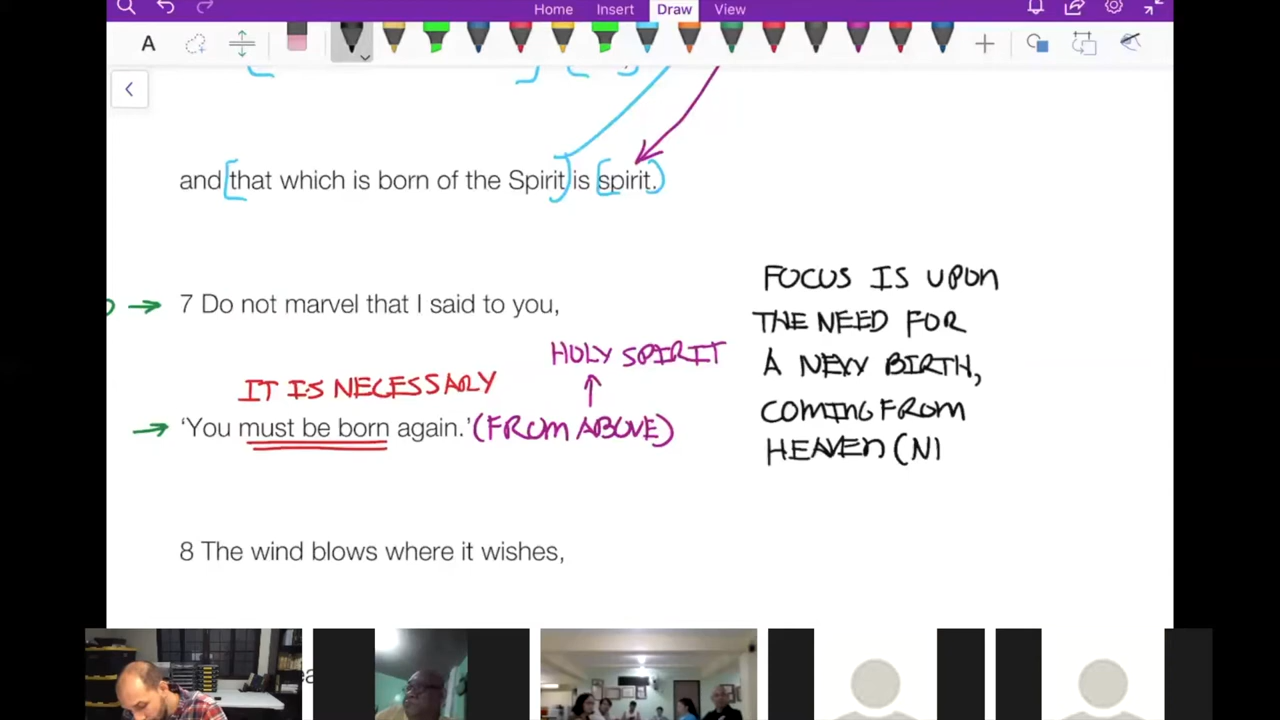 Home Insert Draw View
A
and [that which is born of the Spirit] is [spirit.)
FOCUS IS UPON
7 Do not marvel that I said to you,
THE NEED FOR
HOLY SPIRIT
A NEW BIRTH,
IT IS NECESSARY
COMING FROM
'You must be born again.' (FROM ABOVE)
HEAVEN (NI
8 The wind blows where it wishes,